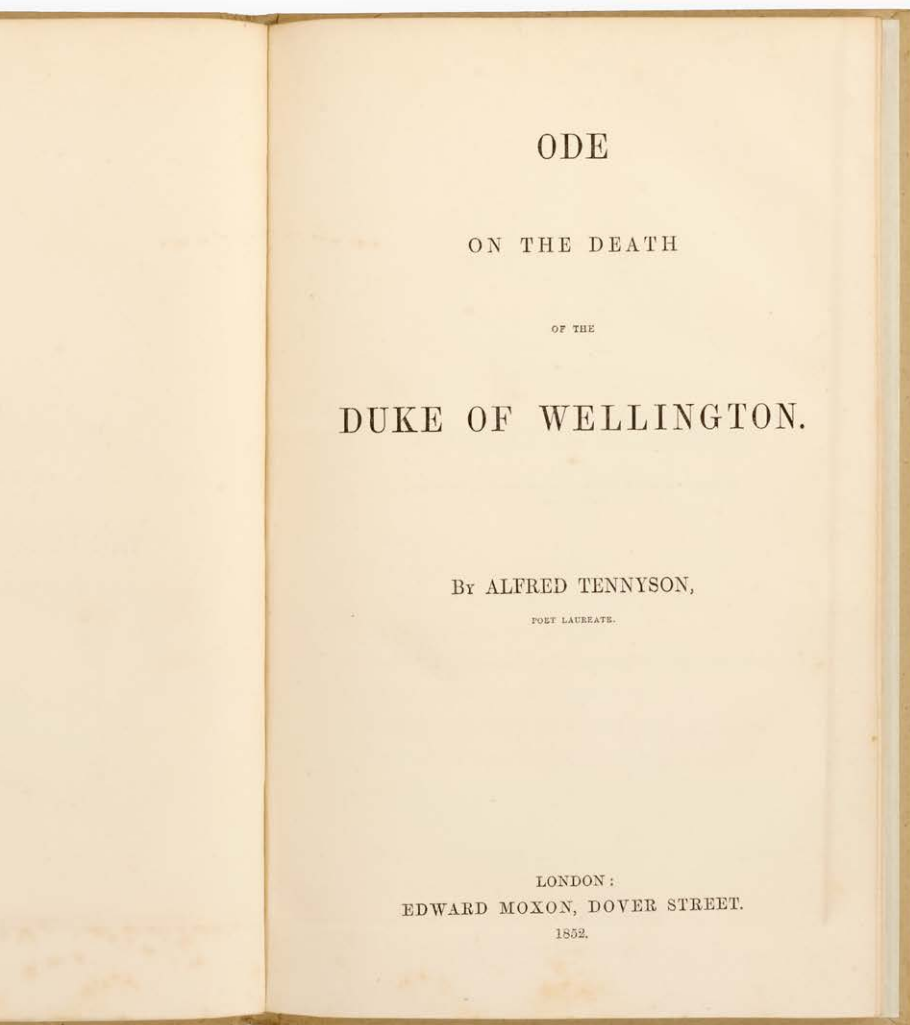 ODE
ON THE DEATH
OF THE
DUKE OF WELLINGTON.
By ALFRED TENNYSON,
POET LAUREATE.
LONDON:
EDWARD MOXON, DOVER STREET.
1852.